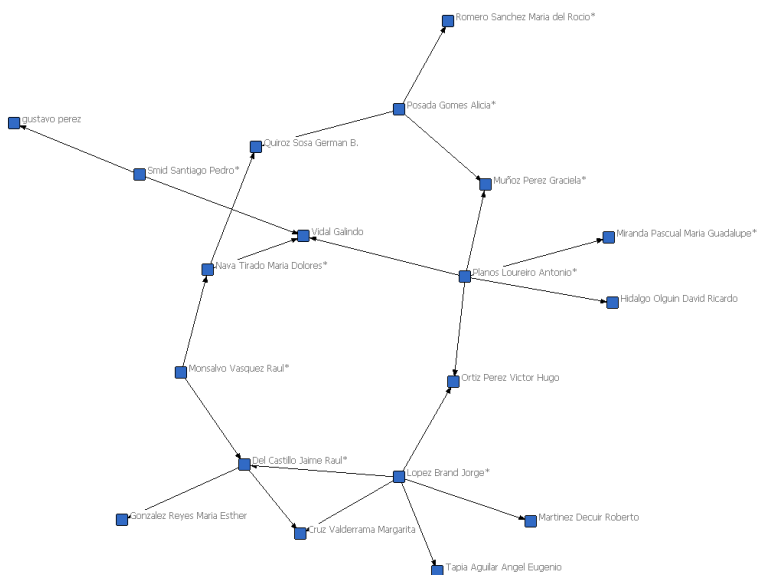 Romero Sanchez Maria del Rocio*
Posada Gomes Alicia*
gustavo perez
Quiroz Sosa German B.
Smid Santiago Pedro*
Muñoz Perez Graciela*
Vidal Galindo
Miranda Pascual Maria Guadalupe*
Nava Tirado Maria Dolores*
Planos Loureiro Antonio*
Hidalgo Olguin David Ricardo
Monsalvo Vasquez Raul*
Ortiz Perez Victor Hugo
Del Castillo Jaime Raul*
Lopez Brand Jorge*
Gonzalez Reyes Maria Esther
Martinez Decuir Roberto
Cruz Valderrama Margarita
Tapia Aguilar Angel Eugenio